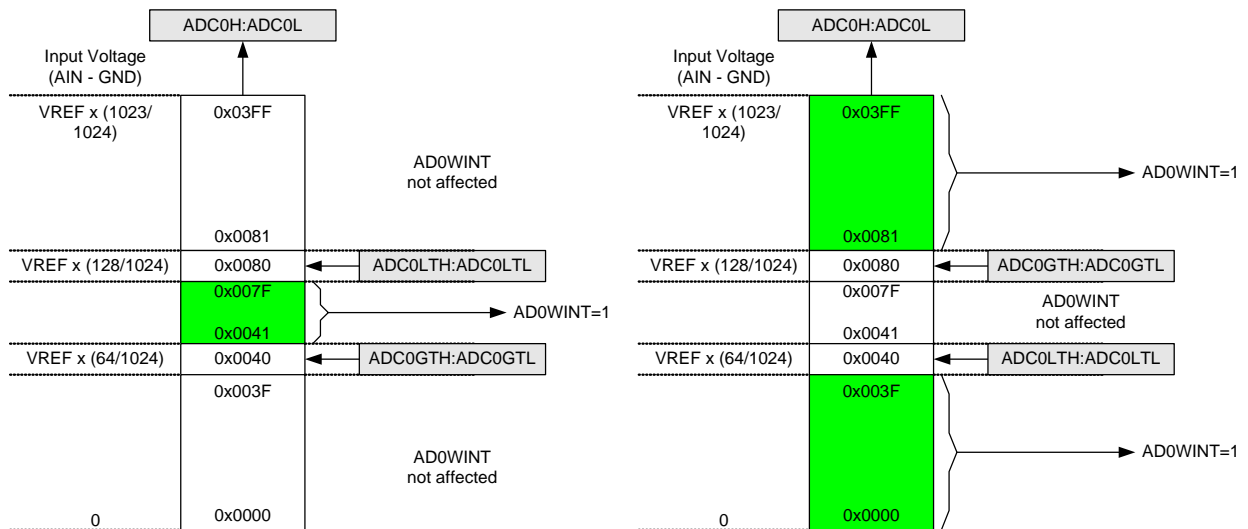 ADC0H:ADC0L
Input Voltage
(AIN - GND)
VREF x (1023/
1024)
0x03FF
AD0WINT
not affected
0x0081
VREF x (128/1024)
0x0080
ADC0LTH:ADC0LTL
0x007F
AD0WINT=1
0x0041
VREF x (64/1024)
0x0040
ADC0GTH:ADC0GTL
0x003F
AD0WINT
not affected
0
0x0000
ADC0H:ADC0L
Input Voltage
(AIN - GND)
VREF x (1023/
1024)
0x03FF
AD0WINT=1
0x0081
VREF x (128/1024)
0x0080
ADC0GTH:ADC0GTL
0x007F
AD0WINT
not affected
0x0041
VREF x (64/1024)
0x0040
ADC0LTH:ADC0LTL
0x003F
AD0WINT=1
0
0x0000